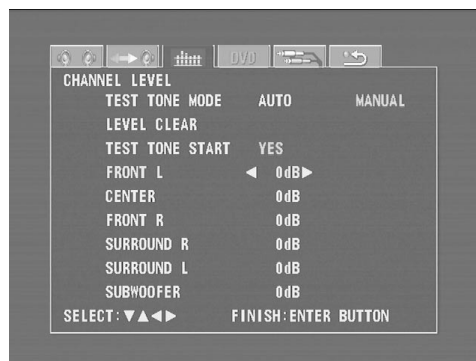 DVD
CHANNEL LEVEL
TEST TONE MODE AUTO MANUAL
LEVEL CLEAR
TEST TONE START YES
FRONT L ◀ 0dB▶
CENTER 0dB
FRONT R 0dB
SURROUND R 0dB
SURROUND L 0dB
SUBWOOFER 0dB
SELECT:▼▲◀▶ FINISH:ENTER BUTTON